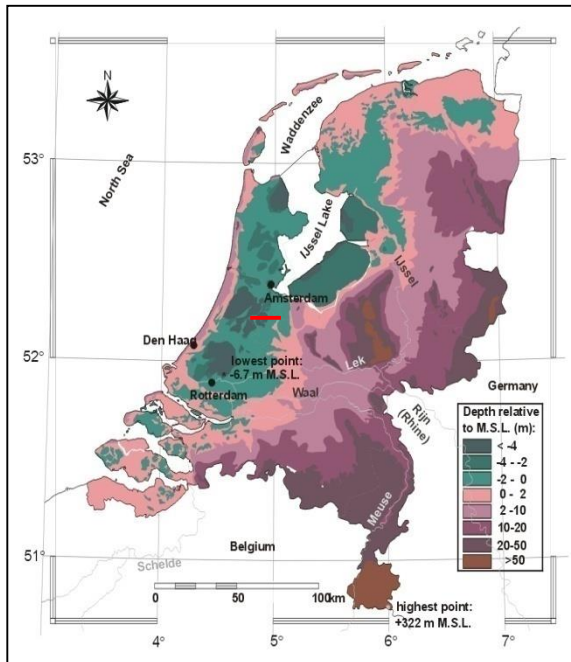 N
53°
52°
51°
North Sea
Waddenzee
IJssel Lake
IJssel
Amsterdam
Den Haag
lowest point:
-6.7 m M.S.L.
Rotterdam
Lek
Waal
Rijn
(Rhine)
Germany
Meuse
Belgium
Schelde
Depth relative
to M.S.L. (m):
< -4
-4 - -2
-2 - 0
0 - 2
2 -10
10-20
20-50
>50
0
50
100km
highest point:
+322 m M.S.L.
4°
5°
6°
7°